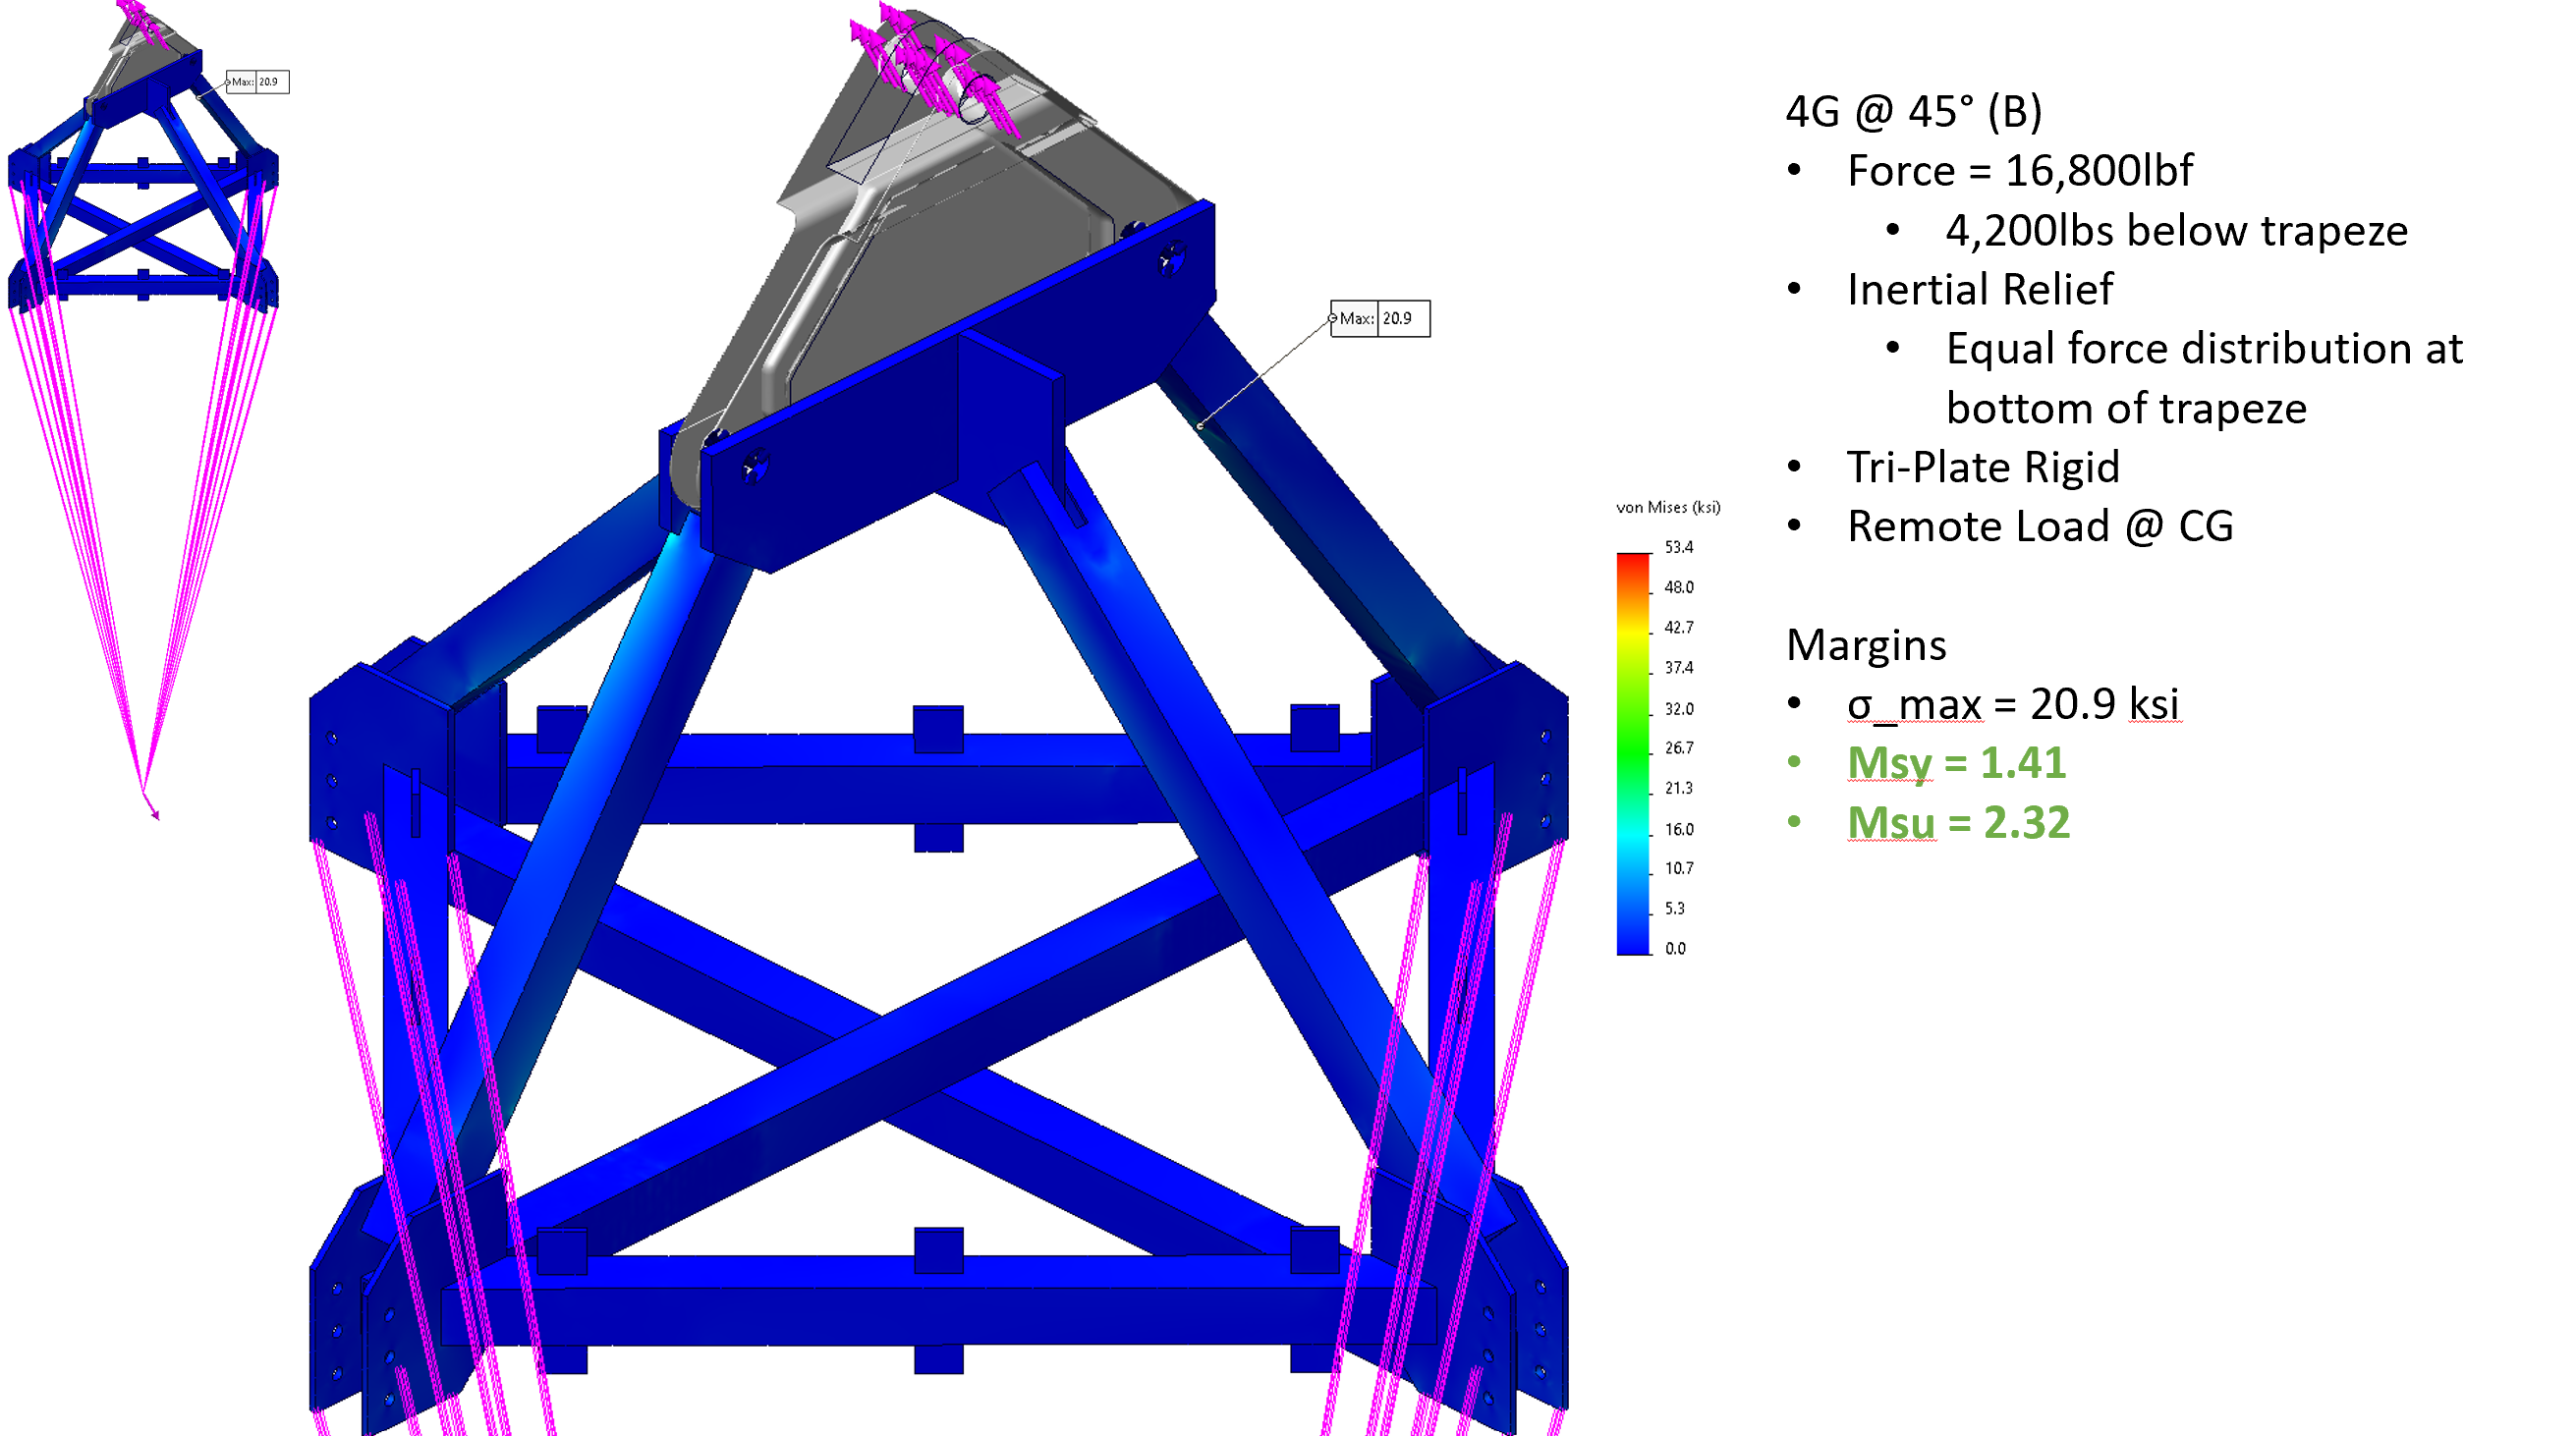 Max: 20.9
Max: 20.9
von Mises (ksi)
53.4
48.0
42.7
37.4
32.0
26.7
21.3
16.0
10.7
5.3
0.0
4G @ 45° (B)
• Force = 16,800lbf
• 4,200lbs below trapeze
• Inertial Relief
• Equal force distribution at
bottom of trapeze
• Tri-Plate Rigid
• Remote Load @ CG
Margins
• σ_max = 20.9 ksi
• Msy = 1.41
• Msu = 2.32